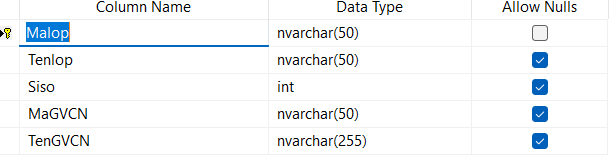 Column Name Data Type Allow Nulls
Malop nvarchar(50)
Tenlop nvarchar(50)
Siso int
MaGVCN nvarchar(50)
TenGVCN nvarchar(255)